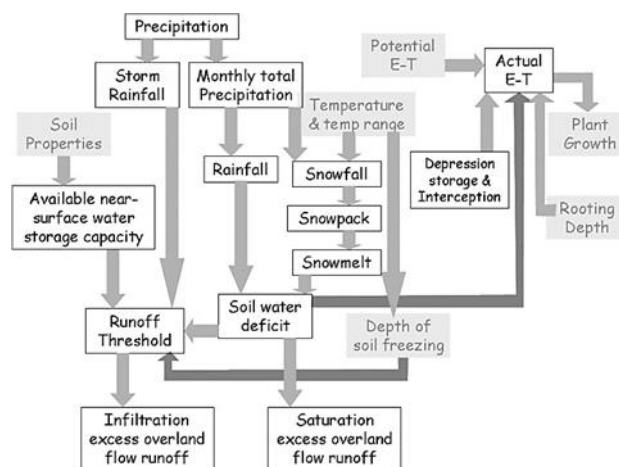 Precipitation
Potential
E-T
Actual
E-T
Storm
Rainfall
Monthly total
Precipitation
Temperature
& temp range
Soil
Properties
Plant
Growth
Rainfall
Snowfall
Depression
storage &
Interception
Available near-
surface water
storage capacity
Snowpack
Rooting
Depth
Snowmelt
Soil water
deficit
Runoff
Threshold
Depth of
soil freezing
Infiltration
excess overland
flow runoff
Saturation
excess overland
flow runoff